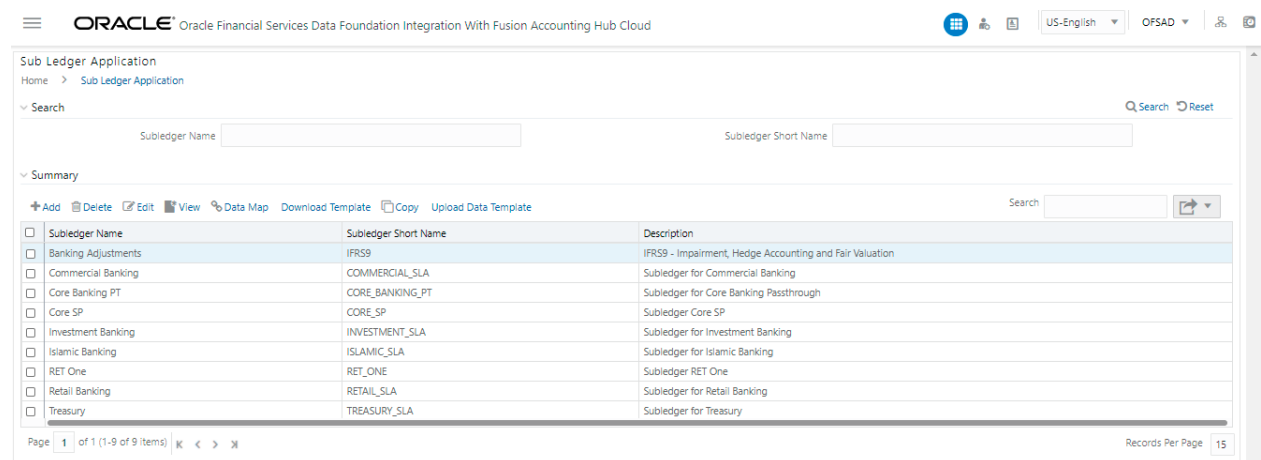 ORACLE® Oracle Financial Services Data Foundation Integration With Fusion Accounting Hub Cloud US-English OFSAD
Sub Ledger Application
Home > Sub Ledger Application
Search Search Reset
Subledger Name Subledger Short Name
Summary
Add Delete Edit View Data Map Download Template Copy Upload Data Template Search
Subledger Name Subledger Short Name Description
Banking Adjustments IFRS9 IFRS9 - Impairment, Hedge Accounting and Fair Valuation
Commercial Banking COMMERCIAL_SLA Subledger for Commercial Banking
Core Banking PT CORE_BANKING_PT Subledger for Core Banking Passthrough
Core SP CORE_SP Subledger Core SP
Investment Banking INVESTMENT_SLA Subledger for Investment Banking
Islamic Banking ISLAMIC_SLA Subledger for Islamic Banking
RET One RET_ONE Subledger RET One
Retail Banking RETAIL_SLA Subledger for Retail Banking
Treasury TREASURY_SLA Subledger for Treasury
Page 1 of 1 (1-9 of 9 items) Records Per Page 15